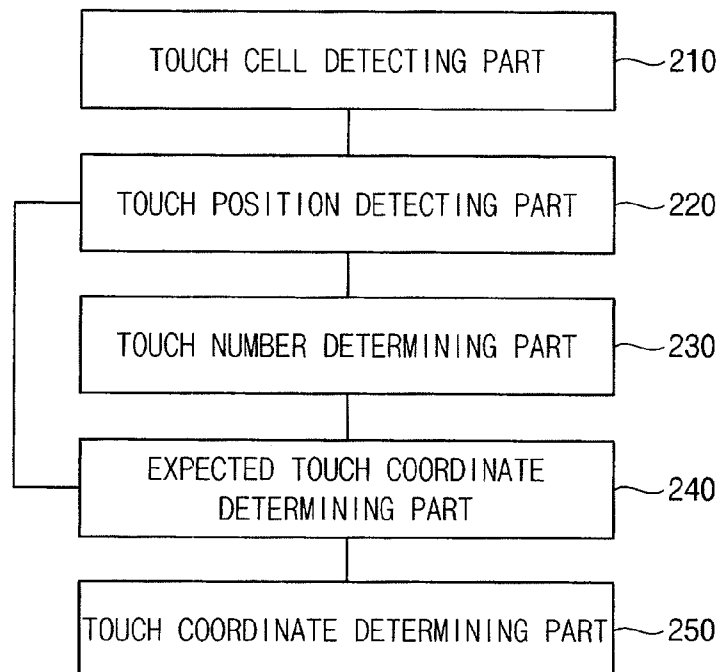 TOUCH CELL DETECTING PART 210
TOUCH POSITION DETECTING PART 220
TOUCH NUMBER DETERMINING PART 230
EXPECTED TOUCH COORDINATE
DETERMINING PART 240
TOUCH COORDINATE DETERMINING PART 250